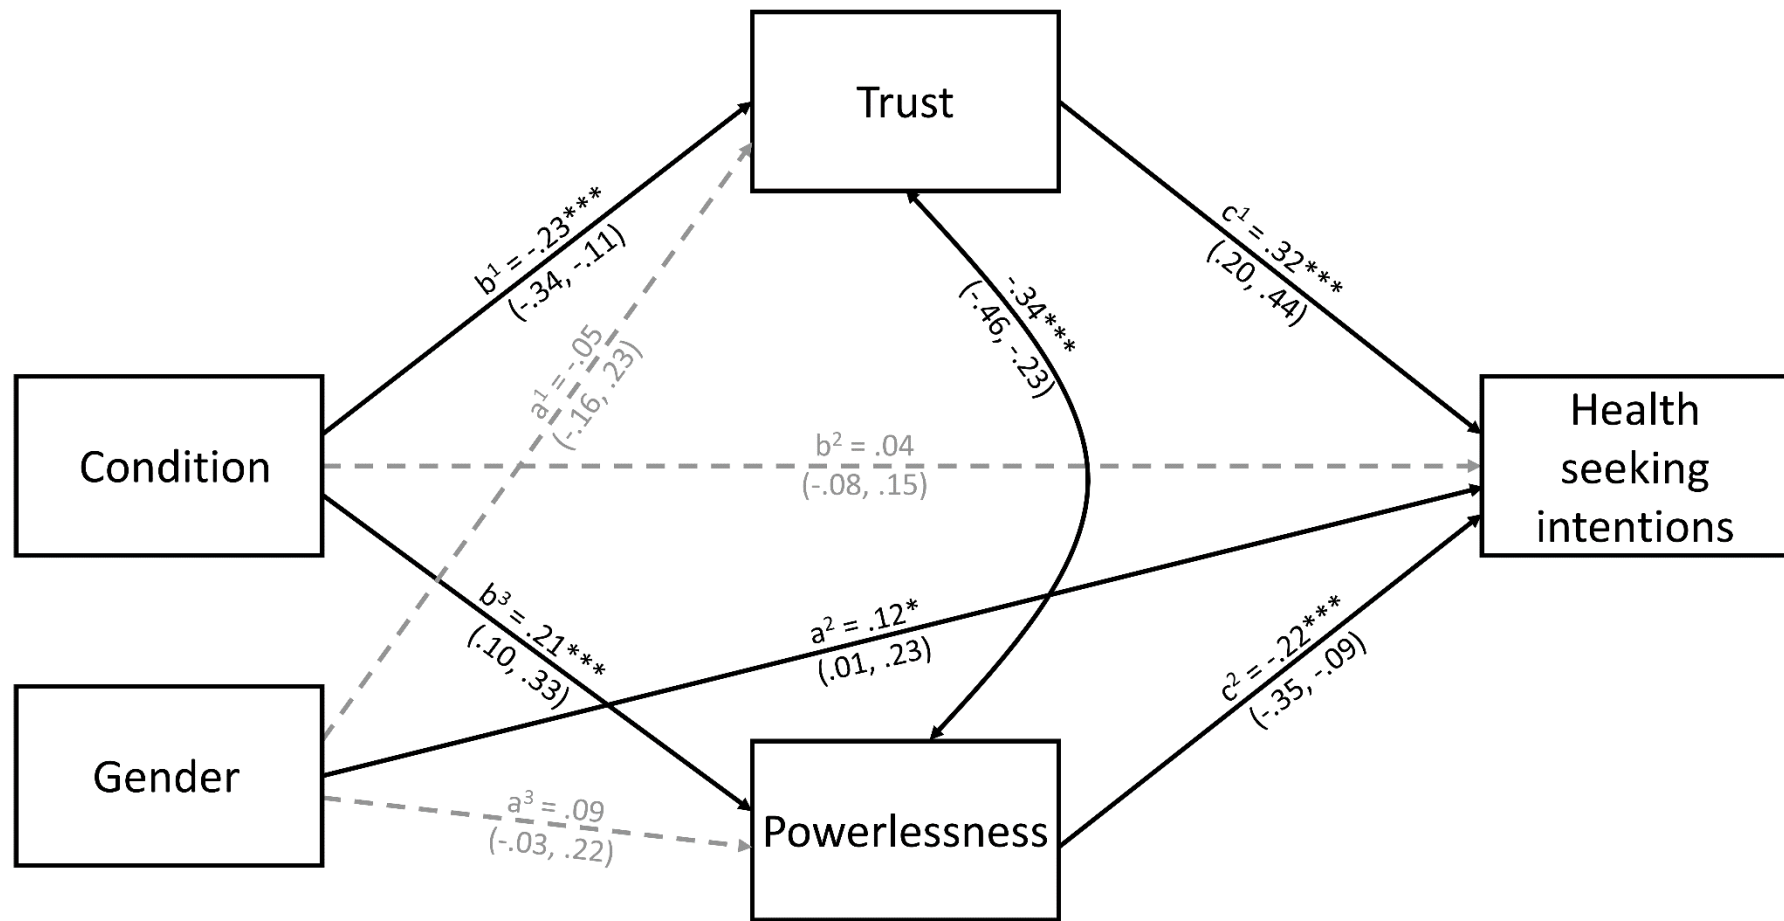 Trust
b¹ = -.23***
(-.34, -.11)
c¹ = .32***
(.20, .44)
-.34***
(-.46, -.23)
a¹ = -.05
(-.16, .23)
Condition
b² = .04
(-.08, .15)
Health
seeking
intentions
b³ = .21***
(.10, .33)
a² = .12*
(.01, .23)
c² = -.22***
(-.35, -.09)
Gender
a³ = .09
(-.03, .22)
Powerlessness